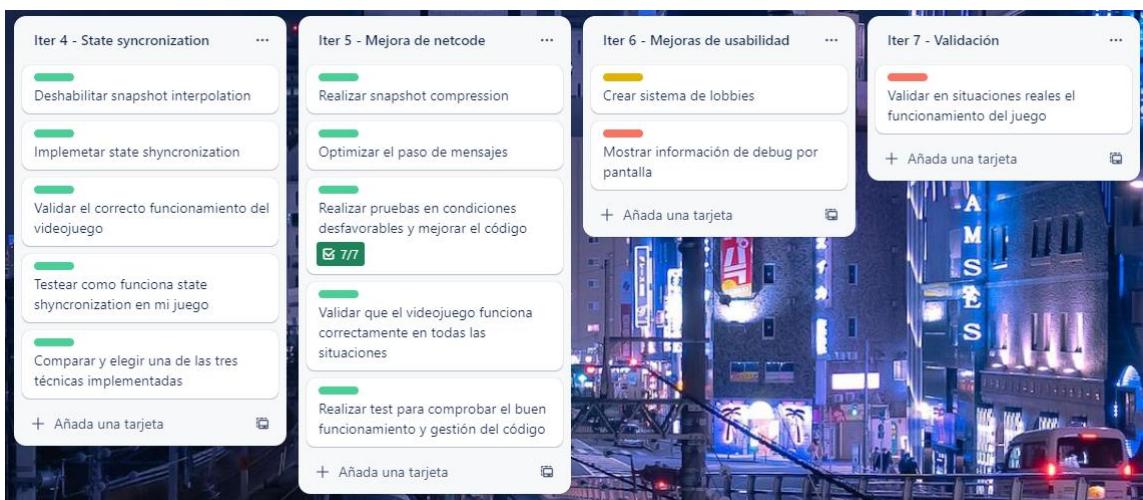 Iter 4 - State syncronization
Deshabilitar snapshot interpolation
Implemetar state shyncronization
Validar el correcto funcionamiento del
videojuego
Testear como funciona state
shyncronization en mi juego
Comparar y elegir una de las tres
técnicas implementadas
+ Añada una tarjeta
Iter 5 - Mejora de netcode
Realizar snapshot compression
Optimizar el paso de mensajes
Realizar pruebas en condiciones
desfavorables y mejorar el código
7/7
Validar que el videojuego funciona
correctamente en todas las
situaciones
Realizar test para comprobar el buen
funcionamiento y gestión del código
+ Añada una tarjeta
Iter 6 - Mejoras de usabilidad
Crear sistema de lobbies
Mostrar información de debug por
pantalla
+ Añada una tarjeta
Iter 7 - Validación
Validar en situaciones reales el
funcionamiento del juego
+ Añada una tarjeta